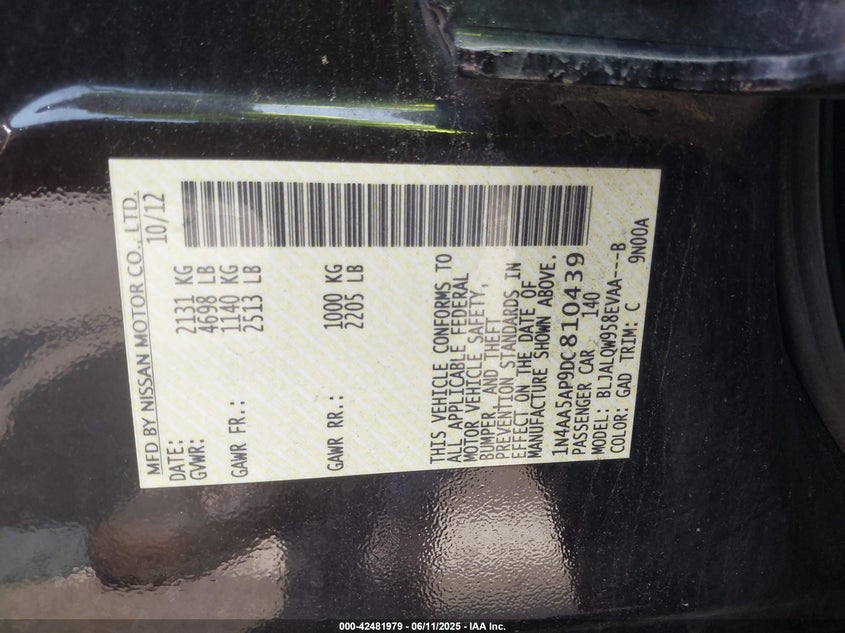 MFD BY NISSAN MOTOR CO., LTD.
DATE: 10/12
GVWR: 2131 KG
4698 LB
GAWR FR.: 1140 KG
2513 LB
GAWR RR.: 1000 KG
2205 LB
THIS VEHICLE CONFORMS TO
ALL APPLICABLE FEDERAL
MOTOR VEHICLE SAFETY,
BUMPER, AND THEFT
PREVENTION STANDARDS IN
EFFECT ON THE DATE OF
MANUFACTURE SHOWN ABOVE.
1N4AA5AP9DC810439
PASSENGER CAR 140
MODEL: BLJALQW958EVAA---B
COLOR: GAD TRIM: C 9N00A
000-42481979 - 06/11/2025 - IAA Inc.